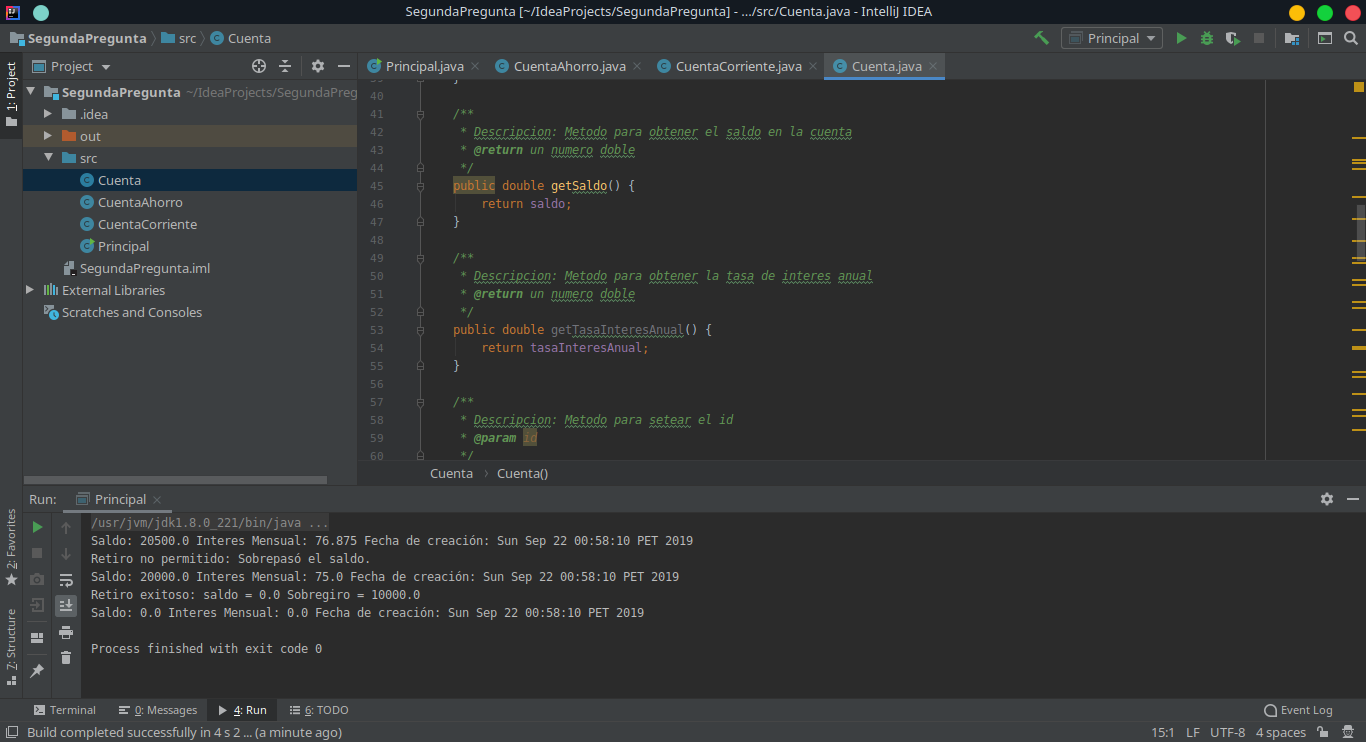 SegundaPregunta [~/IdeaProjects/SegundaPregunta] - .../src/Cuenta.java - IntelliJ IDEA
SegundaPregunta src Cuenta Principal
1: Project
Project
Principal.java CuentaAhorro.java CuentaCorriente.java Cuenta.java
SegundaPregunta ~/IdeaProjects/SegundaPreg
.idea
out
src
Cuenta
CuentaAhorro
CuentaCorriente
Principal
SegundaPregunta.iml
External Libraries
Scratches and Consoles
40
41 /**
42 * Descripcion: Metodo para obtener el saldo en la cuenta
43 * @return un numero doble
44 */
45 public double getSaldo() {
46 return saldo;
47 }
48
49 /**
50 * Descripcion: Metodo para obtener la tasa de interes anual
51 * @return un numero doble
52 */
53 public double getTasaInteresAnual() {
54 return tasaInteresAnual;
55 }
56
57 /**
58 * Descripcion: Metodo para setear el id
59 * @param id
60 */
Cuenta Cuenta()
Run: Principal
/usr/jvm/jdk1.8.0_221/bin/java ...
Saldo: 20500.0 Interes Mensual: 76.875 Fecha de creación: Sun Sep 22 00:58:10 PET 2019
Retiro no permitido: Sobrepasó el saldo.
Saldo: 20000.0 Interes Mensual: 75.0 Fecha de creación: Sun Sep 22 00:58:10 PET 2019
Retiro exitoso: saldo = 0.0 Sobregiro = 10000.0
Saldo: 0.0 Interes Mensual: 0.0 Fecha de creación: Sun Sep 22 00:58:10 PET 2019
Process finished with exit code 0
2: Favorites
7: Structure
Terminal 0: Messages 4: Run 6: TODO Event Log
Build completed successfully in 4 s 2 ... (a minute ago) 15:1 LF UTF-8 4 spaces